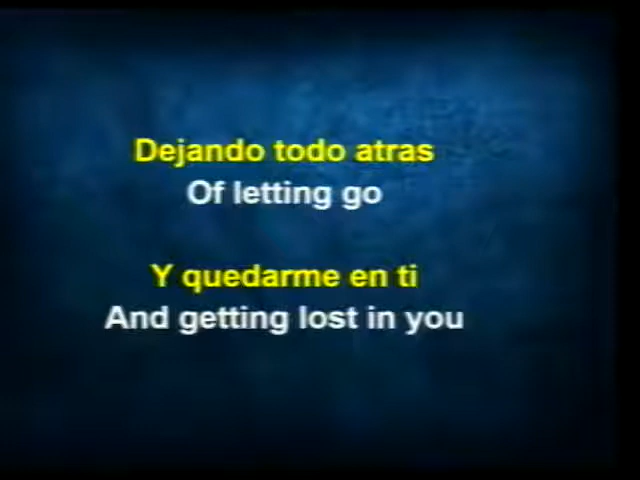 Dejando todo atras
Of letting go
Y quedarme en ti
And getting lost in you